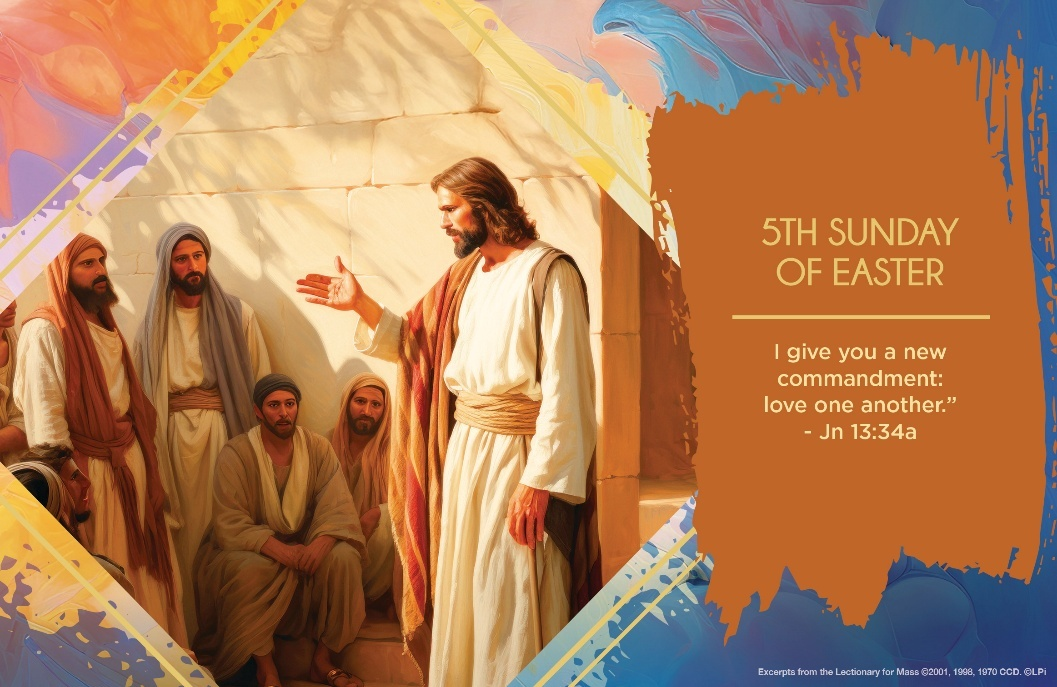 5TH SUNDAY
OF EASTER
I give you a new
commandment:
love one another.”
- Jn 13:34a
Excerpts from the Lectionary for Mass ©2001, 1998, 1970 CCD. ©LPi